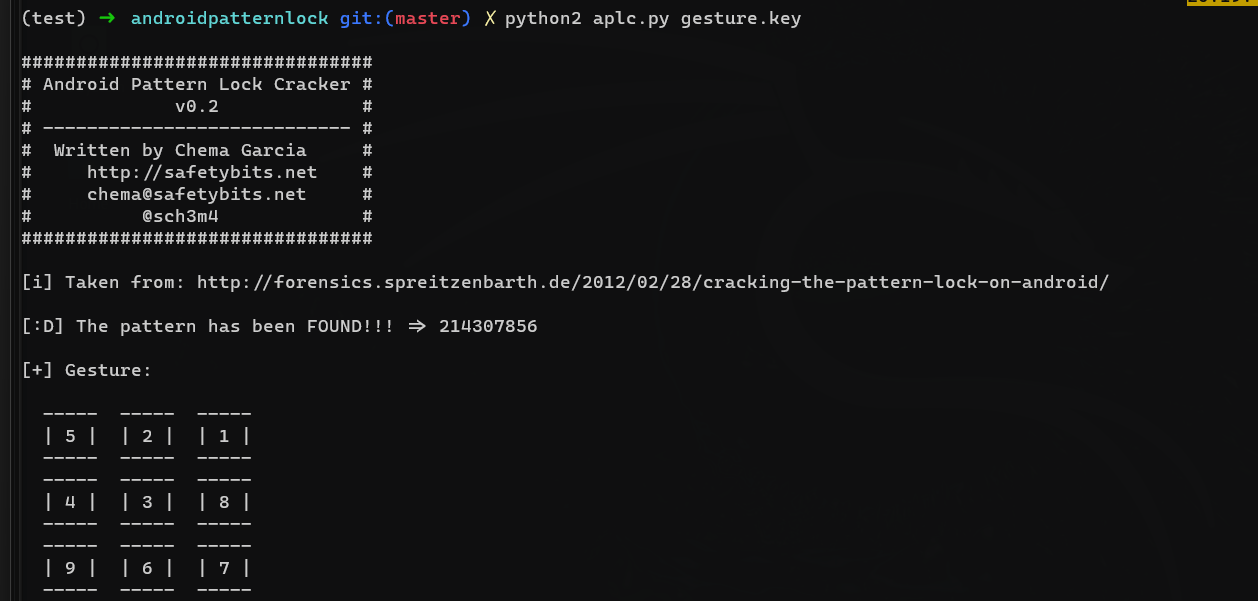 (test) → androidpatternlock git:(master) ✗ python2 aplc.py gesture.key
################################
# Android Pattern Lock Cracker #
#             v0.2             #
# ---------------------------- #
#  Written by Chema Garcia     #
#     http://safetybits.net    #
#     chema@safetybits.net     #
#          @sch3m4             #
################################
[i] Taken from: http://forensics.spreitzenbarth.de/2012/02/28/cracking-the-pattern-lock-on-android/
[:D] The pattern has been FOUND!!! => 214307856
[+] Gesture:
  -----  -----  -----
  | 5 |  | 2 |  | 1 |
  -----  -----  -----
  -----  -----  -----
  | 4 |  | 3 |  | 8 |
  -----  -----  -----
  -----  -----  -----
  | 9 |  | 6 |  | 7 |
  -----  -----  -----